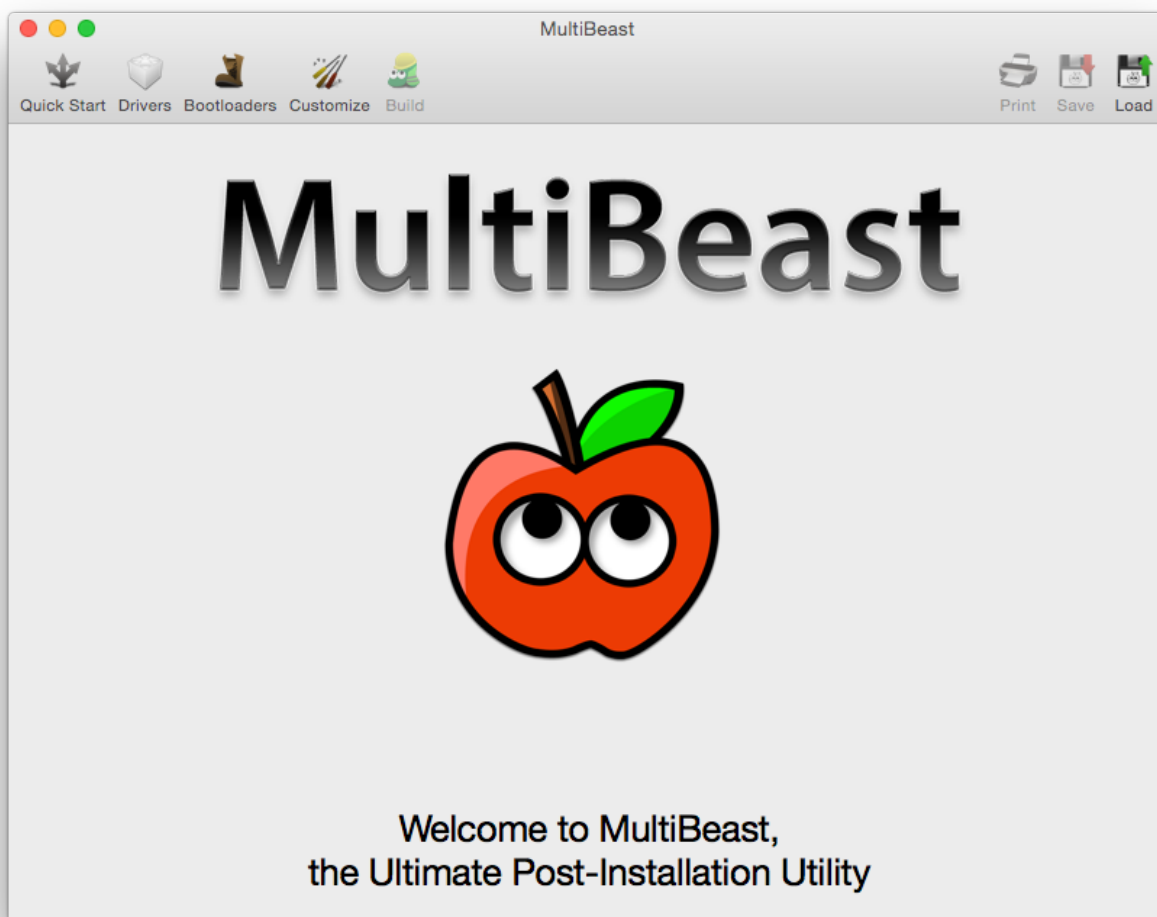 MultiBeast
Quick Start Drivers Bootloaders Customize Build Print Save Load
MultiBeast
Welcome to MultiBeast,
the Ultimate Post-Installation Utility